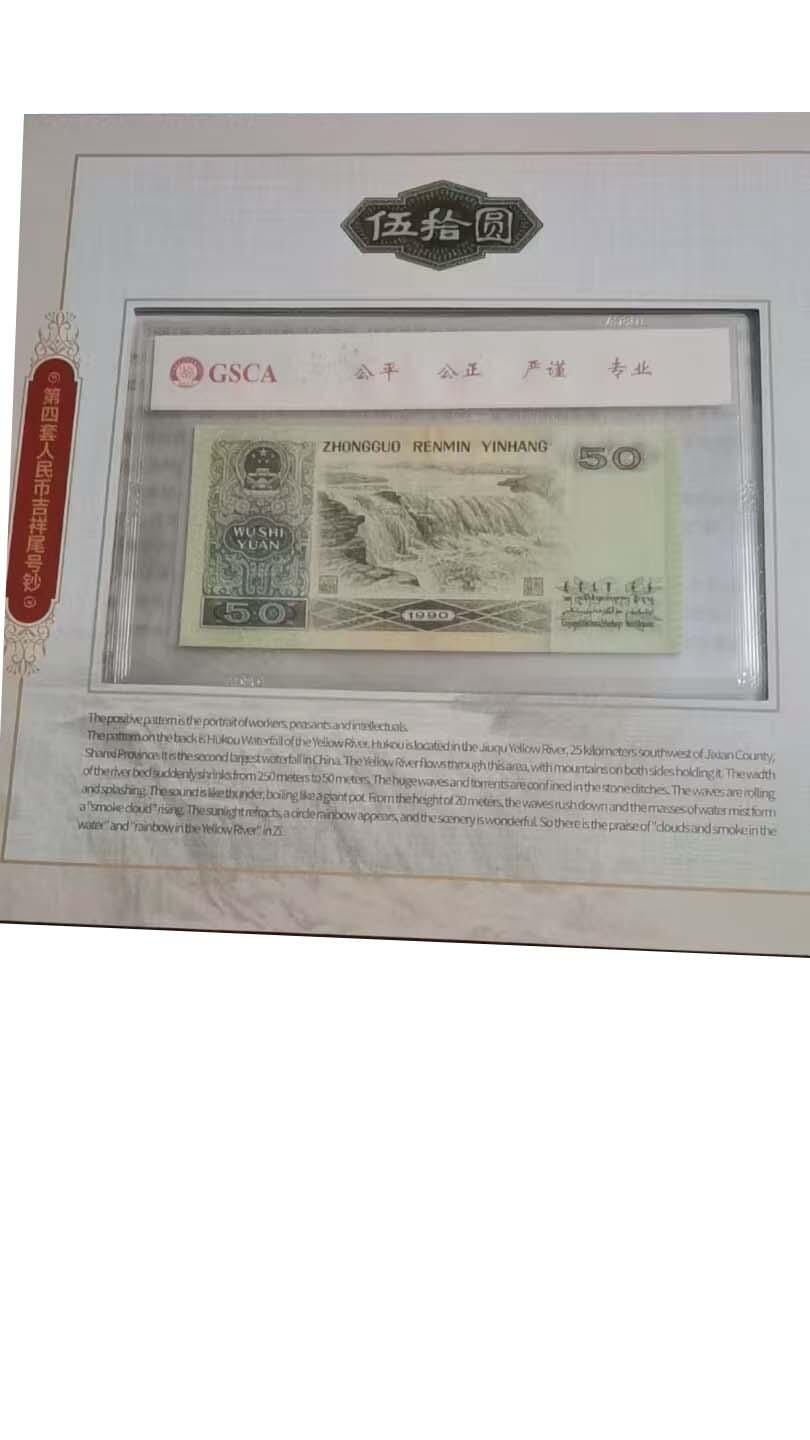 伍拾圆
GSCA 公平 公正 严谨 专业
第四套人民币吉祥尾号钞
ZHONGGUO RENMIN YINHANG
50
WU SHI
YUAN
50
1990
The positive pattern is the portrait of workers, peasants and intellectuals.
The pattern on the back is Hukou Waterfall of the Yellow River. Hukou is located in the Jiuqu Yellow River, 25 kilometers southwest of Jixian County,
Shanxi Province. It is the second largest waterfall in China. The Yellow River flows through this area, with mountains on both sides holding it. The width
of the river bed suddenly shrinks from 250 meters to 50 meters. The huge waves and torrents are confined in the stone ditches. The waves are rolling
and splashing. The sound is like thunder, boiling like a giant pot. From the height of 20 meters, the waves rush down and the masses of water mist form
a "smoke cloud" rising. The sunlight refracts, a circle rainbow appears, and the scenery is wonderful. So there is the praise of "clouds and smoke in the
water" and "rainbow in the Yellow River" in Zi.